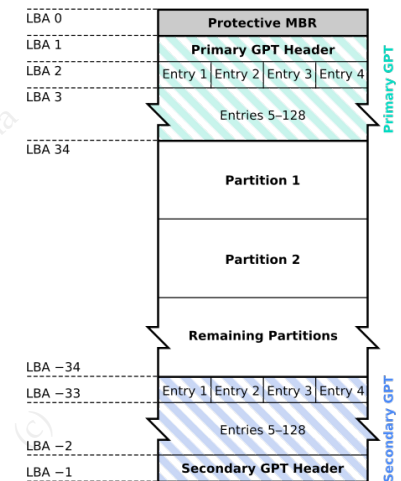 LBA 0
Protective MBR
LBA 1
Primary GPT Header
LBA 2
Entry 1 Entry 2 Entry 3 Entry 4
LBA 3
Entries 5–128
Primary GPT
LBA 34
Partition 1
Partition 2
Remaining Partitions
LBA −34
LBA −33
Entry 1 Entry 2 Entry 3 Entry 4
Entries 5–128
LBA −2
LBA −1
Secondary GPT Header
Secondary GPT
(c)